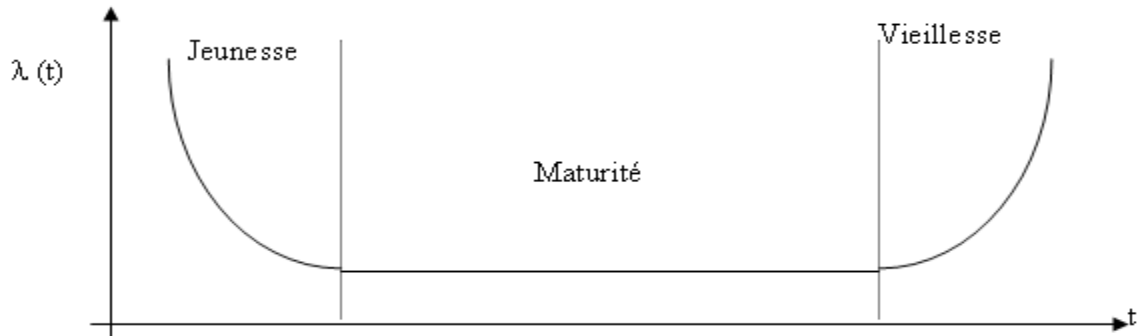 Jeunesse
Vieillesse
λ (t)
Maturité
t